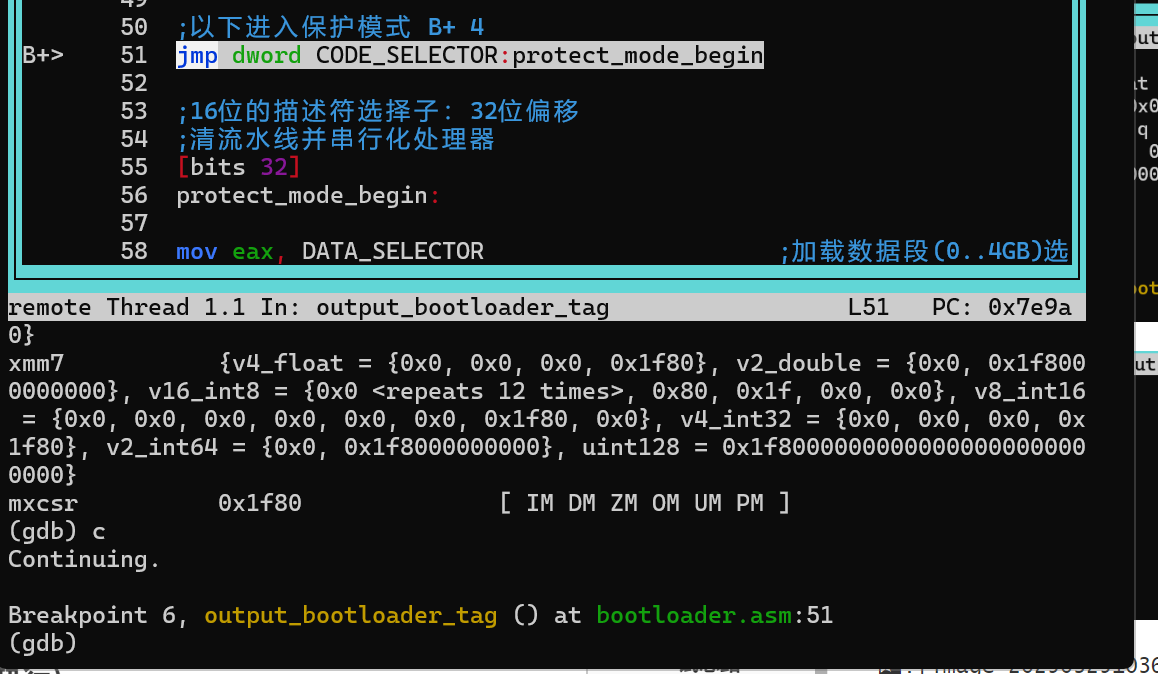 50 ;以下进入保护模式 B+ 4
B+> 51 jmp dword CODE_SELECTOR:protect_mode_begin
52
53 ;16位的描述符选择子: 32位偏移
54 ;清流水线并串行化处理器
55 [bits 32]
56 protect_mode_begin:
57
58 mov eax, DATA_SELECTOR ;加载数据段(0..4GB)选
remote Thread 1.1 In: output_bootloader_tag L51 PC: 0x7e9a
0}
xmm7 {v4_float = {0x0, 0x0, 0x0, 0x1f80}, v2_double = {0x0, 0x1f800
0000000}, v16_int8 = {0x0 <repeats 12 times>, 0x80, 0x1f, 0x0, 0x0}, v8_int16
= {0x0, 0x0, 0x0, 0x0, 0x0, 0x0, 0x1f80, 0x0}, v4_int32 = {0x0, 0x0, 0x0, 0x
1f80}, v2_int64 = {0x0, 0x1f8000000000}, uint128 = 0x1f8000000000000000000000
0000}
mxcsr 0x1f80 [ IM DM ZM OM UM PM ]
(gdb) c
Continuing.
Breakpoint 6, output_bootloader_tag () at bootloader.asm:51
(gdb)